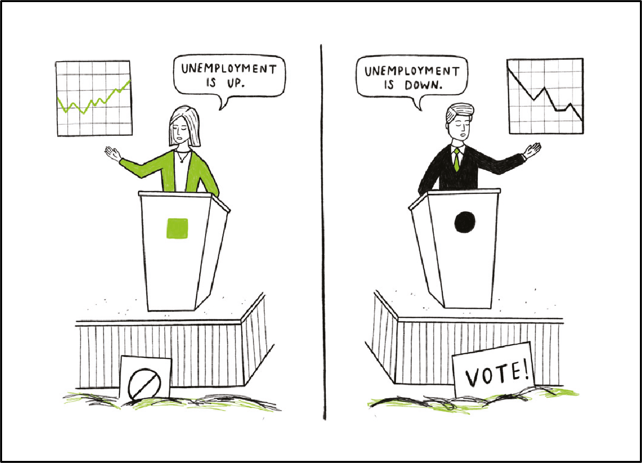 UNEMPLOYMENT
IS UP.
UNEMPLOYMENT
IS DOWN.
VOTE!